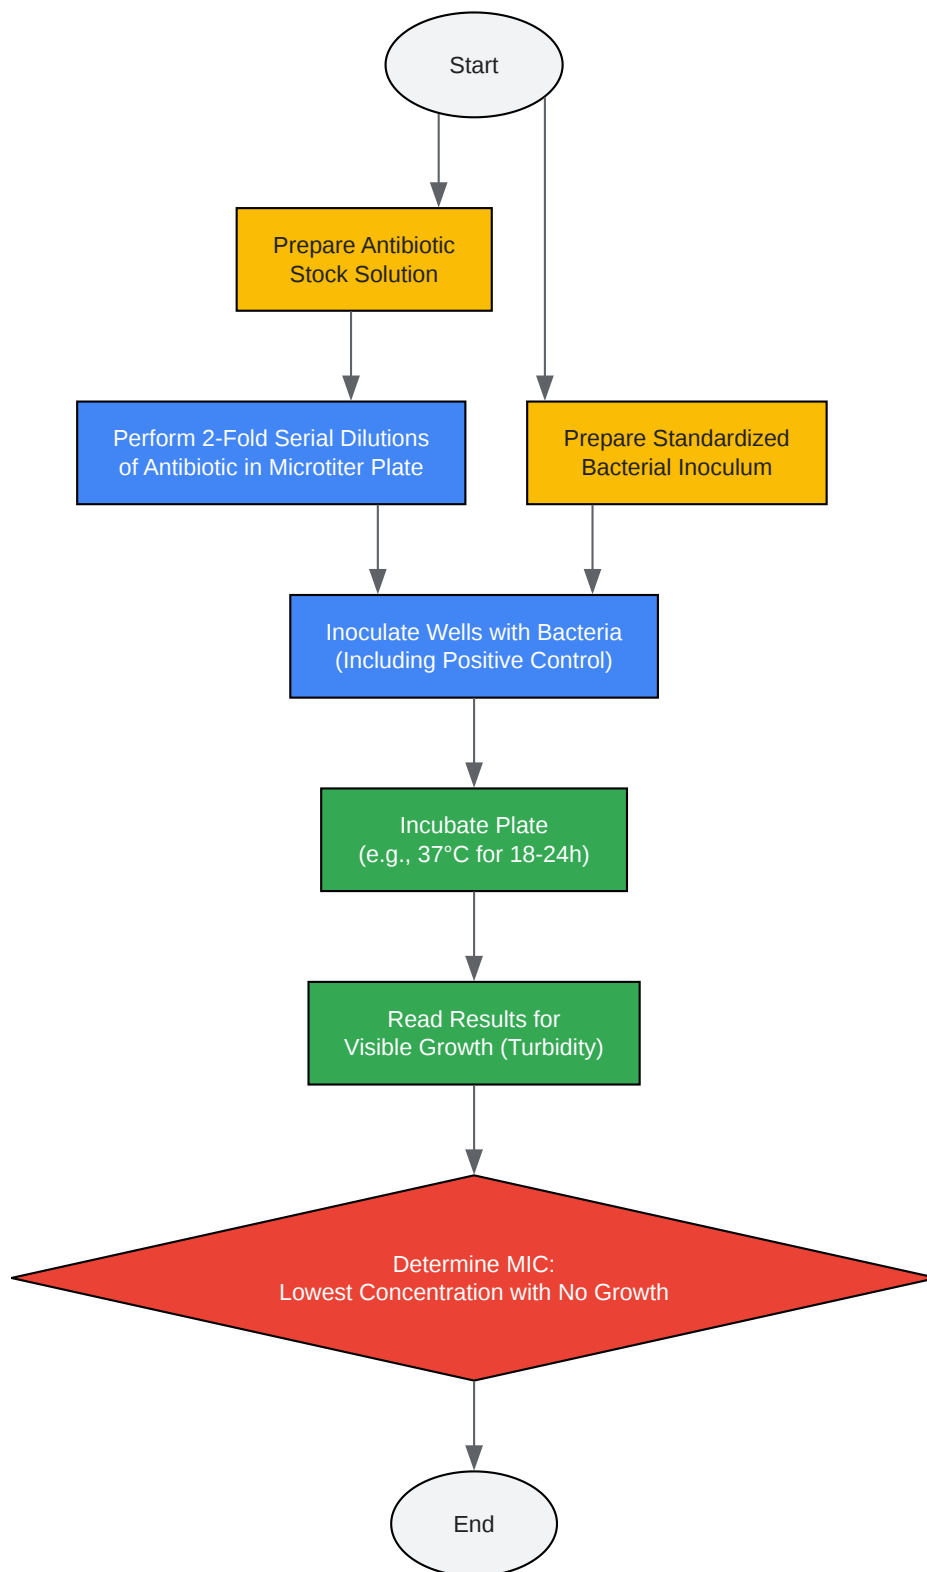 Start
Prepare Antibiotic
Stock Solution
Perform 2-Fold Serial Dilutions
of Antibiotic in Microtiter Plate
Prepare Standardized
Bacterial Inoculum
Inoculate Wells with Bacteria
(Including Positive Control)
Incubate Plate
(e.g., 37°C for 18-24h)
Read Results for
Visible Growth (Turbidity)
Determine MIC:
Lowest Concentration with No Growth
End